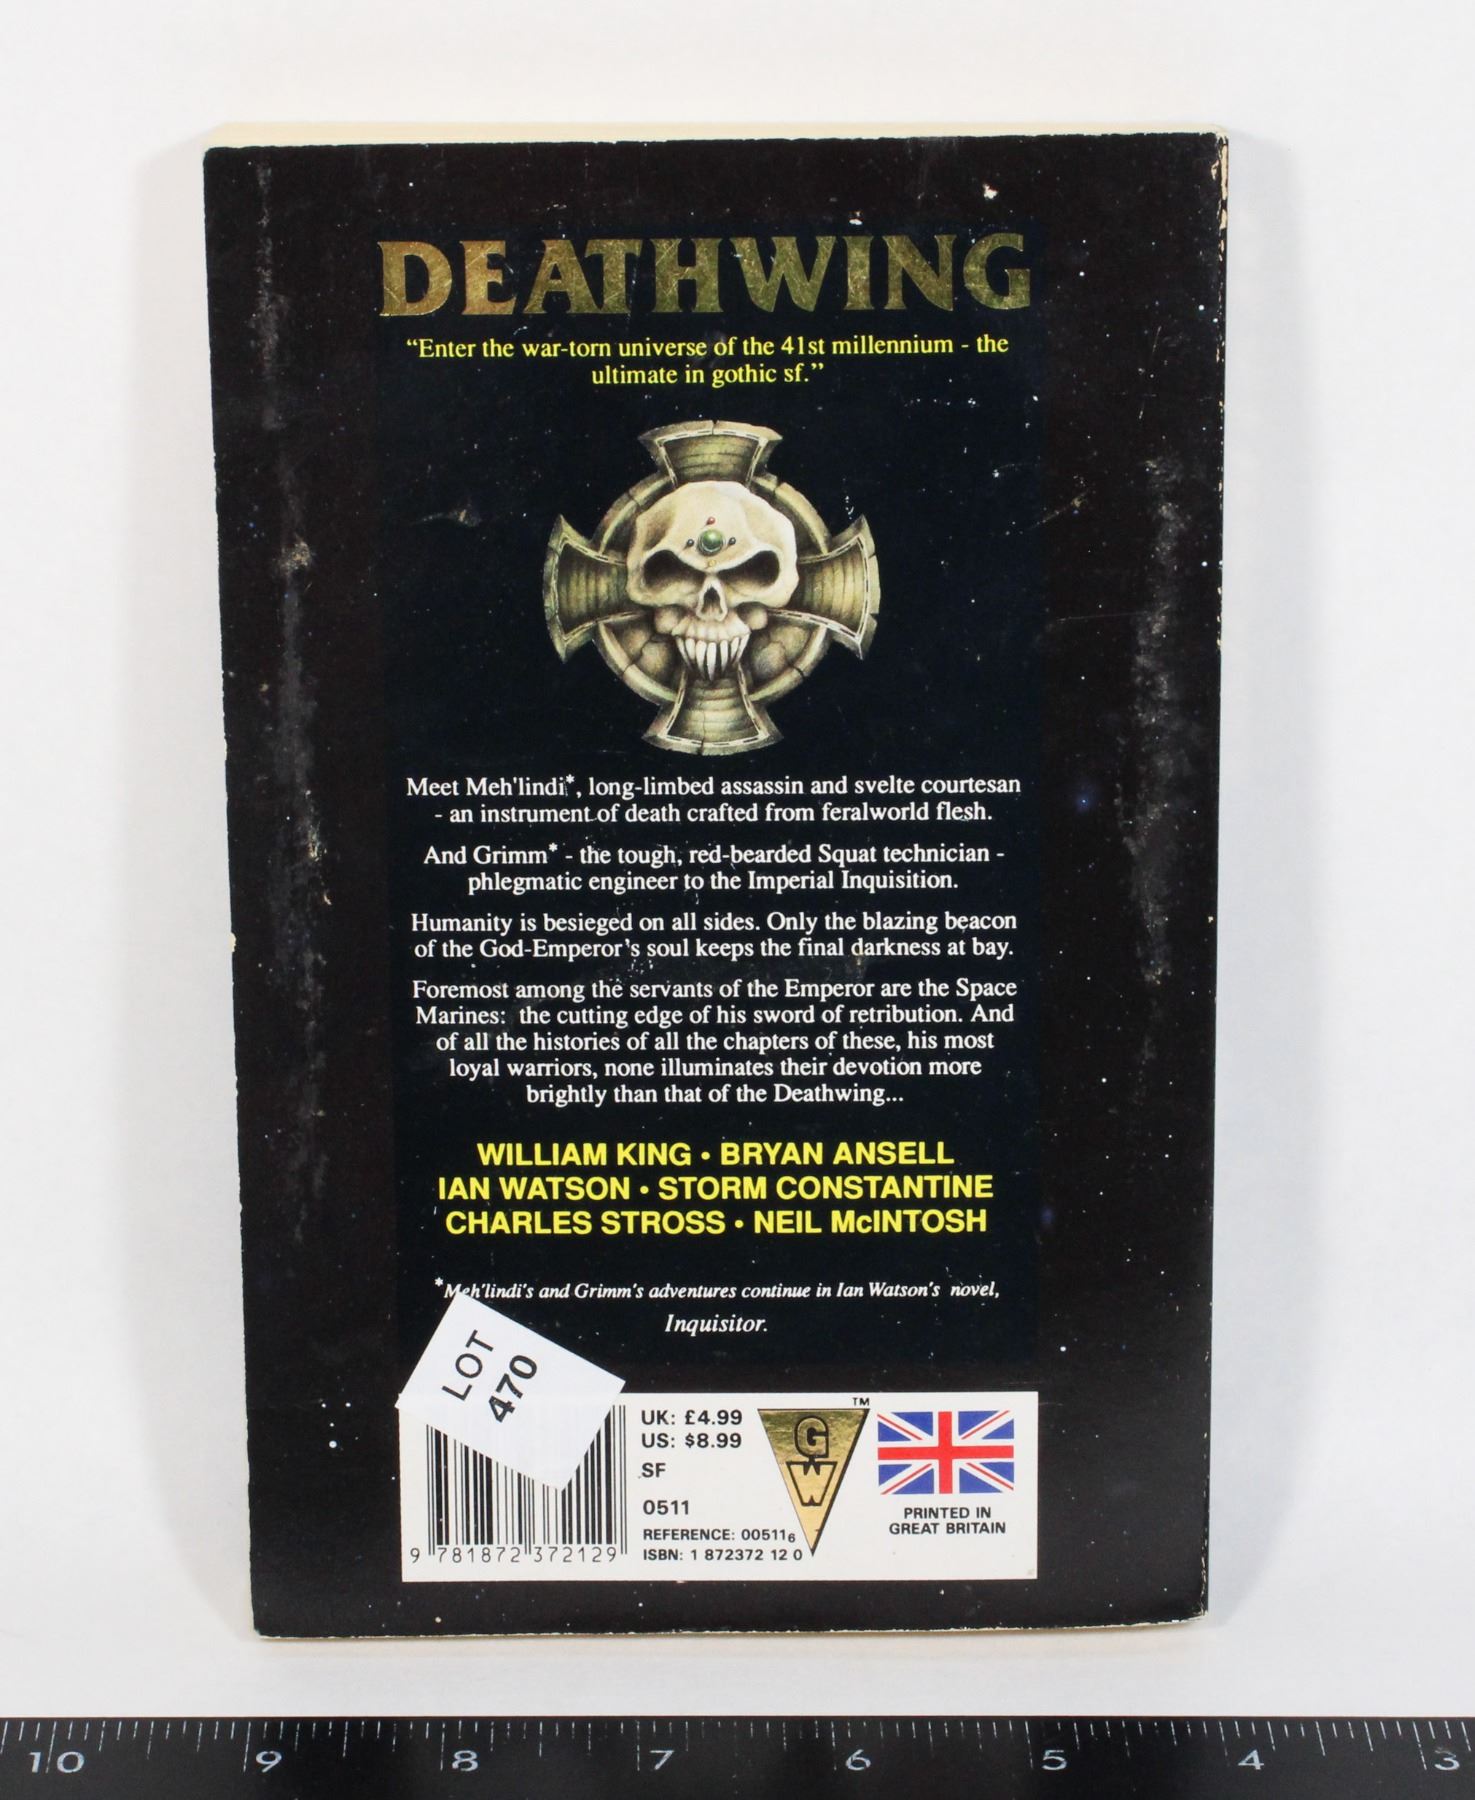 DEATHWING
“Enter the war-torn universe of the 41st millennium - the
ultimate in gothic sf.”
Meet Meh'lindi*, long-limbed assassin and svelte courtesan
- an instrument of death crafted from feralworld flesh.
And Grimm* - the tough, red-bearded Squat technician -
phlegmatic engineer to the Imperial Inquisition.
Humanity is besieged on all sides. Only the blazing beacon
of the God-Emperor’s soul keeps the final darkness at bay.
Foremost among the servants of the Emperor are the Space
Marines: the cutting edge of his sword of retribution. And
of all the histories of all the chapters of these, his most
loyal warriors, none illuminates their devotion more
brightly than that of the Deathwing...
WILLIAM KING • BRYAN ANSELL
IAN WATSON • STORM CONSTANTINE
CHARLES STROSS • NEIL McINTOSH
*Meh'lindi's and Grimm's adventures continue in Ian Watson's novel,
Inquisitor.
LOT
470
9 781872 372129
UK: £4.99
US: $8.99
SF
0511
REFERENCE: 005116
ISBN: 1 872372 12 0
TM
G
W
PRINTED IN
GREAT BRITAIN
10 9 8 7 6 5 4 3